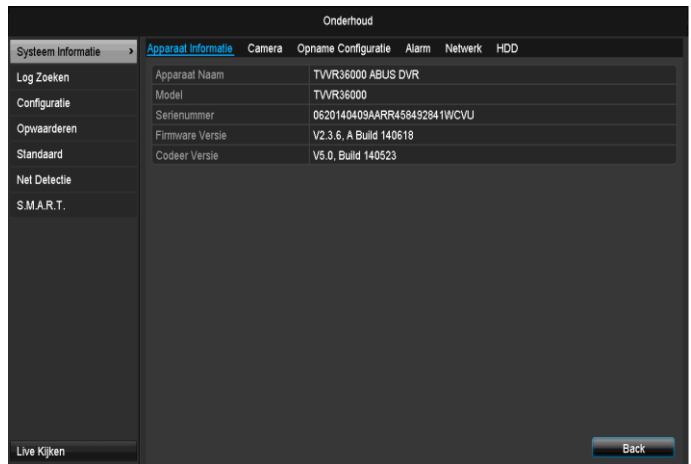 Onderhoud
Systeem Informatie >
Log Zoeken
Configuratie
Opwaarderen
Standaard
Net Detectie
S.M.A.R.T.
Live Kijken
Apparaat Informatie Camera Opname Configuratie Alarm Netwerk HDD
Apparaat Naam TVVR36000 ABUS DVR
Model TVVR36000
Serienummer 0620140409AARR458492841WCVU
Firmware Versie V2.3.6, A Build 140618
Codeer Versie V5.0, Build 140523
Back